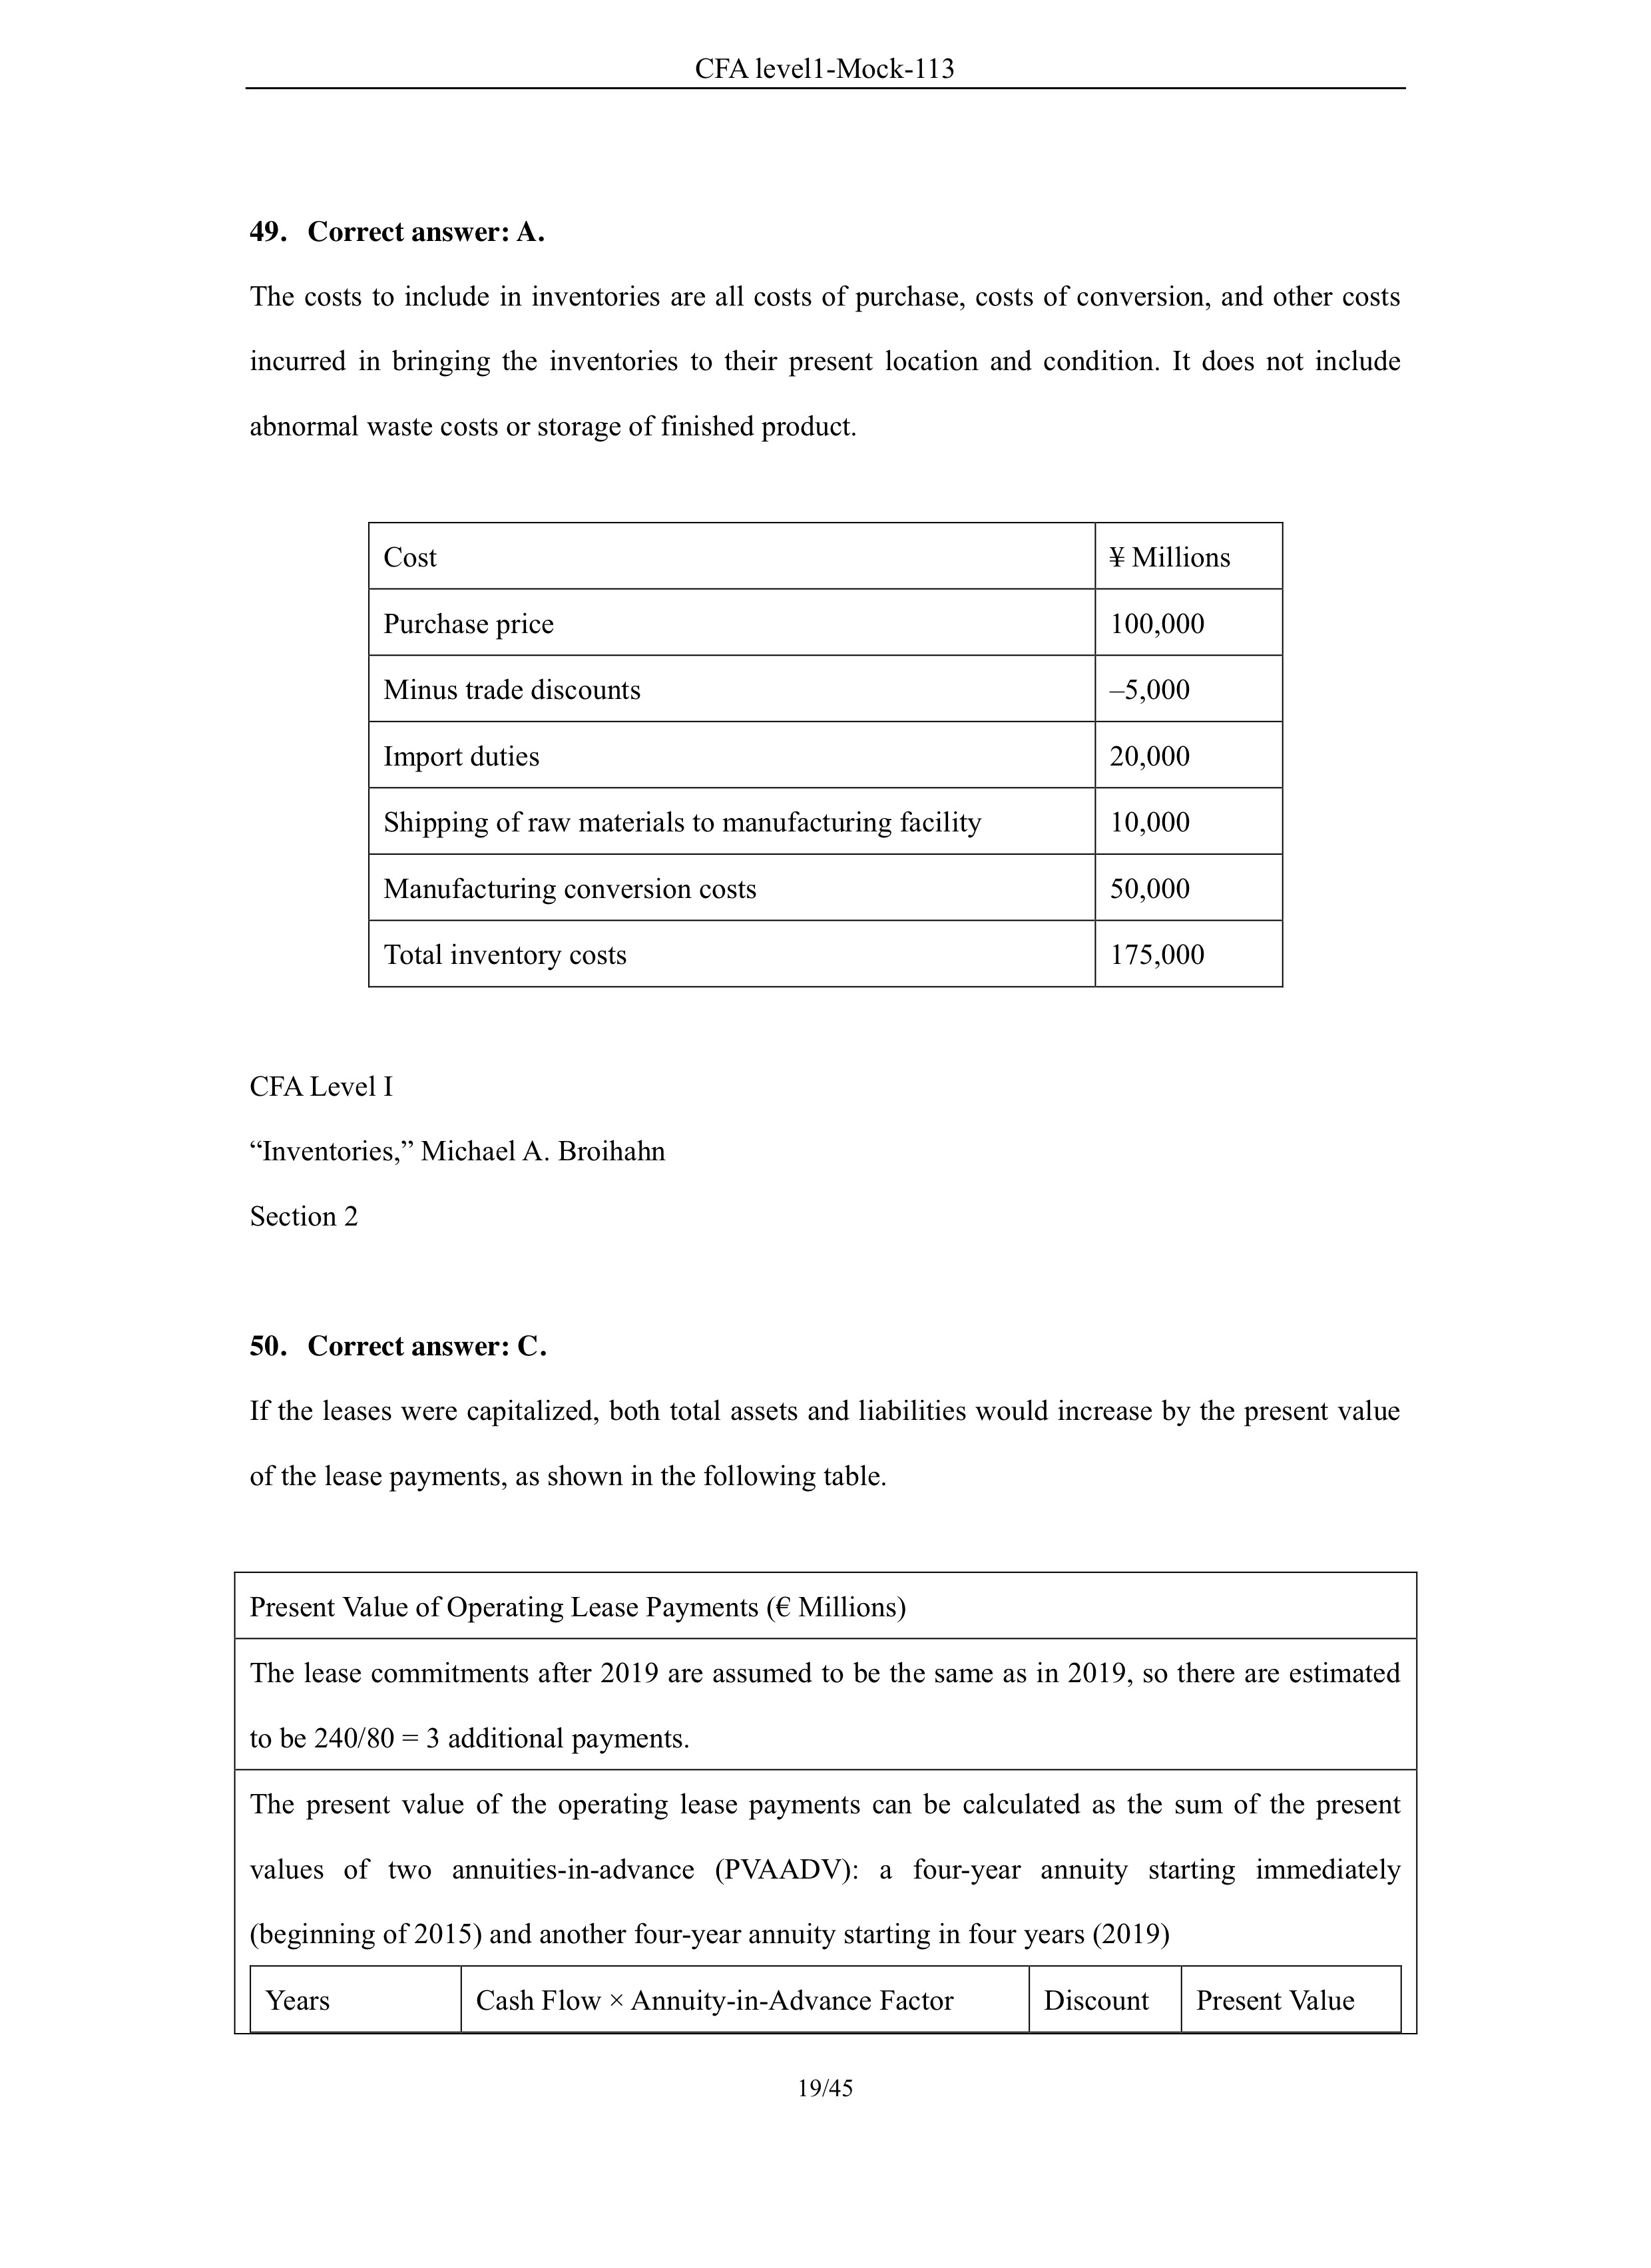 CFA level1-Mock-113
49. Correct answer: A.
The costs to include in inventories are all costs of purchase, costs of conversion, and other costs
incurred in bringing the inventories to their present location and condition. It does not include
abnormal waste costs or storage of finished product.
Cost ¥ Millions
Purchase price 100,000
Minus trade discounts –5,000
Import duties 20,000
Shipping of raw materials to manufacturing facility 10,000
Manufacturing conversion costs 50,000
Total inventory costs 175,000
CFA Level I
“Inventories,” Michael A. Broihahn
Section 2
50. Correct answer: C.
If the leases were capitalized, both total assets and liabilities would increase by the present value
of the lease payments, as shown in the following table.
Present Value of Operating Lease Payments (€ Millions)
The lease commitments after 2019 are assumed to be the same as in 2019, so there are estimated
to be 240/80 = 3 additional payments.
The present value of the operating lease payments can be calculated as the sum of the present
values of two annuities-in-advance (PVAADV): a four-year annuity starting immediately
(beginning of 2015) and another four-year annuity starting in four years (2019)
Years Cash Flow × Annuity-in-Advance Factor Discount Present Value
19/45